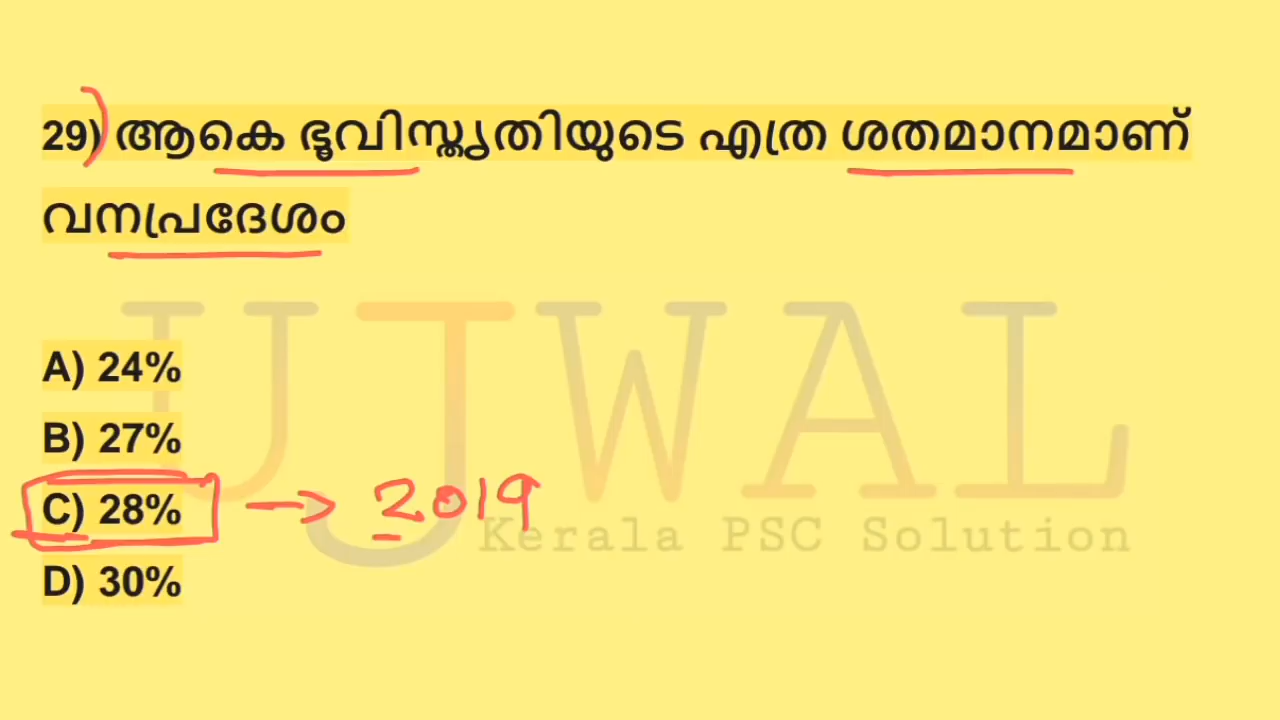 29) ആകെ ഭൂവിസ്തൃതിയുടെ എത്ര ശതമാനമാണ്
വനപ്രദേശം
UJWAL
A) 24%
B) 27%
C) 28% → 2019
Kerala PSC Solution
D) 30%